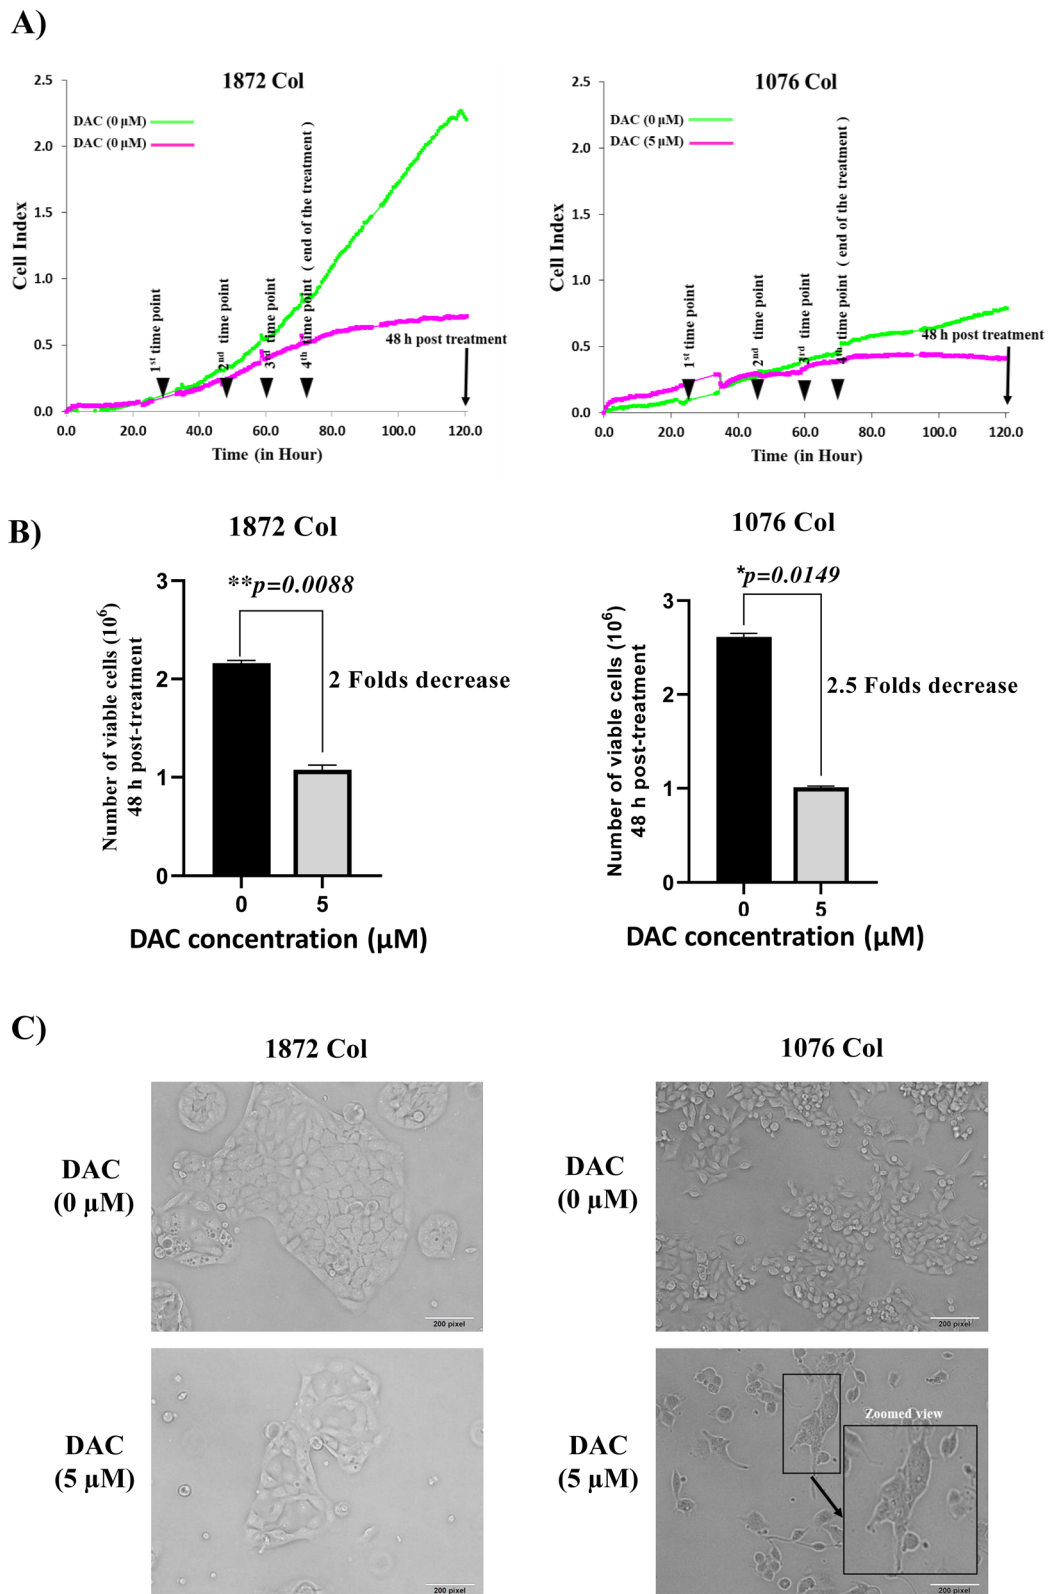 A)
1872 Col
2.5
2.0
1.5
1.0
0.5
0.0
Cell Index
DAC (0 μM)
DAC (0 μM)
1st time point
2nd time point
3rd time point
4th time point ( end of the treatment)
48 h post treatment
0.0 20.0 40.0 60.0 80.0 100.0 120.0
Time (in Hour)
1076 Col
2.5
2.0
1.5
1.0
0.5
0.0
Cell Index
DAC (0 μM)
DAC (5 μM)
1st time point
2nd time point
3rd time point
4th time point ( end of the treatment)
48 h post treatment
0.0 20.0 40.0 60.0 80.0 100.0 120.0
Time (in Hour)
B)
1872 Col
**p=0.0088
3
2
1
0
Number of viable cells (10⁶)
48 h post-treatment
2 Folds decrease
0 5
DAC concentration (μM)
1076 Col
*p=0.0149
3
2
1
0
Number of viable cells (10⁶)
48 h post-treatment
2.5 Folds decrease
0 5
DAC concentration (μM)
C)
1872 Col
1076 Col
DAC
(0 μM)
200 pixel
DAC
(0 μM)
200 pixel
DAC
(5 μM)
200 pixel
DAC
(5 μM)
Zoomed view
200 pixel